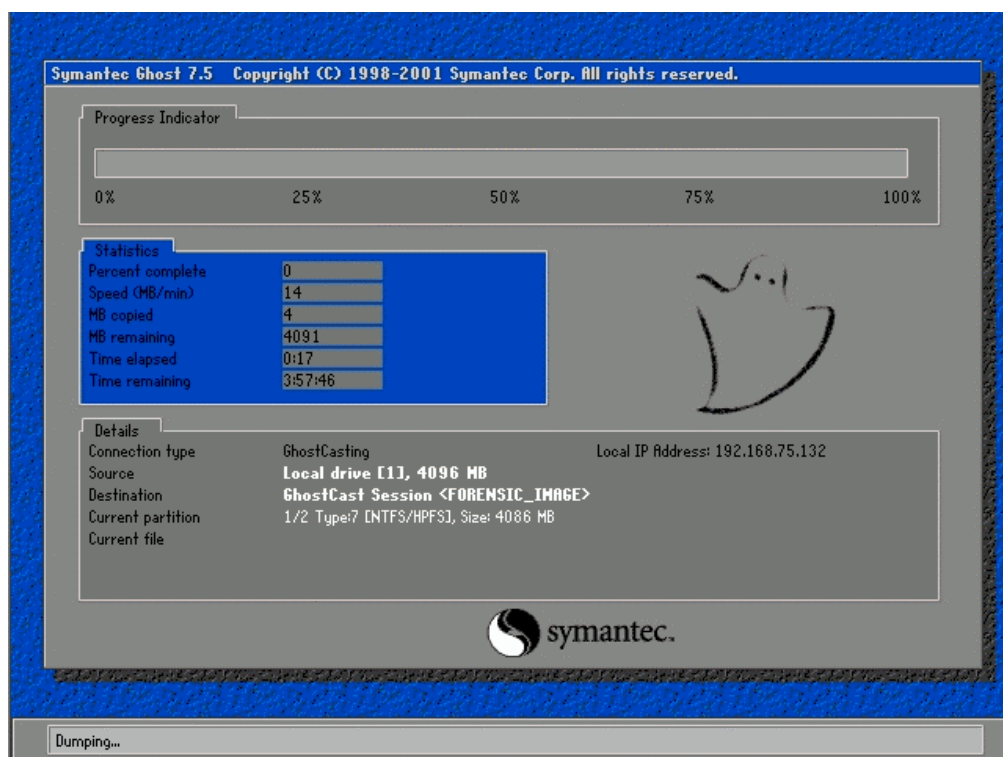 Symantec Ghost 7.5 Copyright (C) 1998-2001 Symantec Corp. All rights reserved.
Progress Indicator
0% 25% 50% 75% 100%
Statistics
Percent complete 0
Speed (MB/min) 14
MB copied 4
MB remaining 4091
Time elapsed 0:17
Time remaining 3:57:46
Details
Connection type GhostCasting Local IP Address: 192.168.75.132
Source Local drive [1], 4096 MB
Destination GhostCast Session <FORENSIC_IMAGE>
Current partition 1/2 Type:7 [NTFS/HPFS], Size: 4086 MB
Current file
symantec.
Dumping...